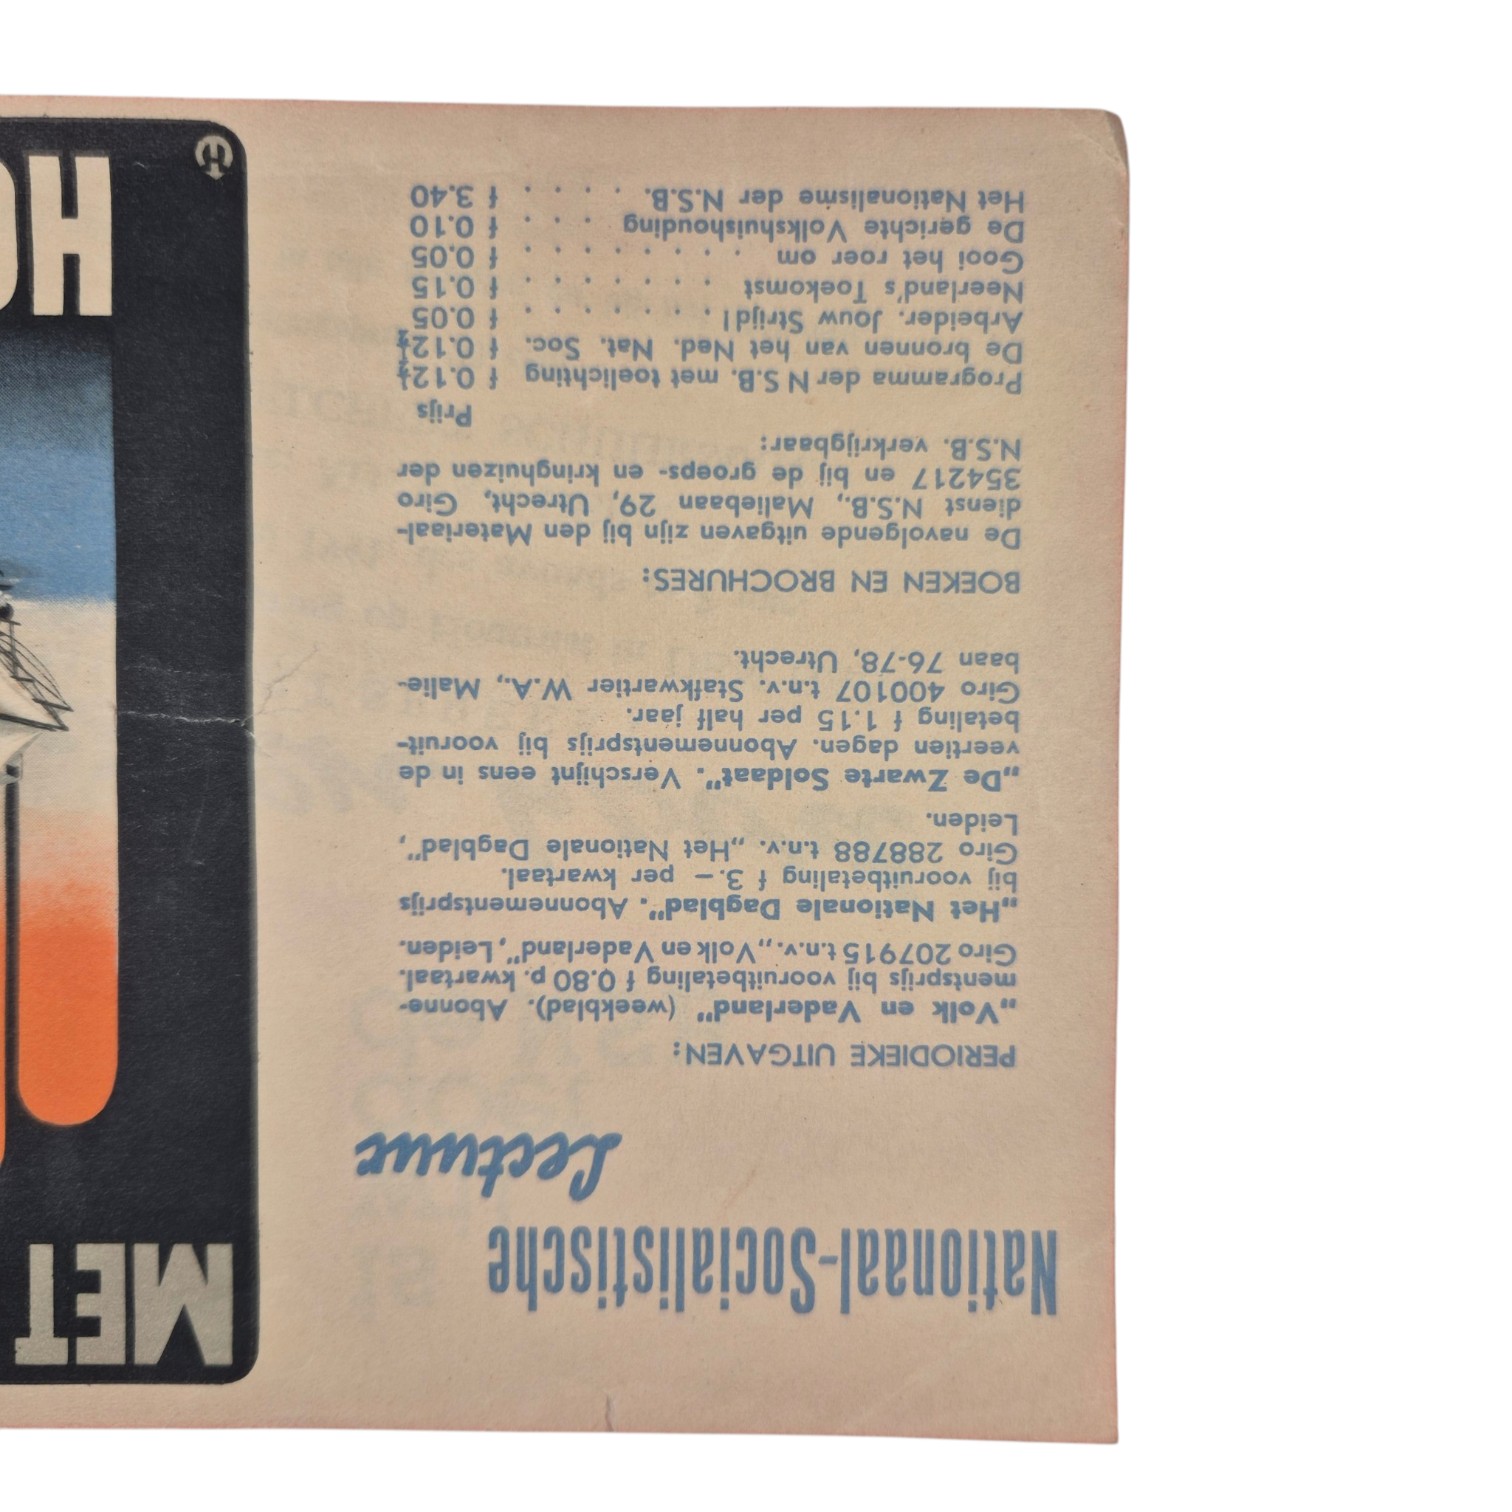 Nationaal-Socialistische
Lectuur
PERIODIEKE UITGAVEN:
„Volk en Vaderland” (weekblad). Abonne-
mentsprijs bij vooruitbetaling f 0.80 p. kwartaal.
Giro 207915 t.n.v. „Volk en Vaderland”, Leiden.
„Het Nationale Dagblad”. Abonnementsprijs
bij vooruitbetaling f 3.— per kwartaal.
Giro 288788 t.n.v. „Het Nationale Dagblad”,
Leiden.
„De Zwarte Soldaat”. Verschijnt eens in de
veertien dagen. Abonnementsprijs bij vooruit-
betaling f 1.15 per half jaar.
Giro 400107 t.n.v. Stafkwartier W.A., Malie-
baan 76-78, Utrecht.
BOEKEN EN BROCHURES:
De navolgende uitgaven zijn bij den Materiaal-
dienst N.S.B., Maliebaan 29, Utrecht, Giro
354217 en bij de groeps- en kringhuizen der
N.S.B. verkrijgbaar:
Prijs
Programma der N S.B. met toelichting f 0.12½
De bronnen van het Ned. Nat. Soc. f 0.12½
Arbeider. Jouw Strijd! . . . . . . . f 0.05
Neerland's Toekomst . . . . . . . f 0.15
Gooi het roer om . . . . . . . . f 0.05
De gerichte Volkshuishouding . . . . f 0.10
Het Nationalisme der N.S.B. . . . . f 3.40
MET
H